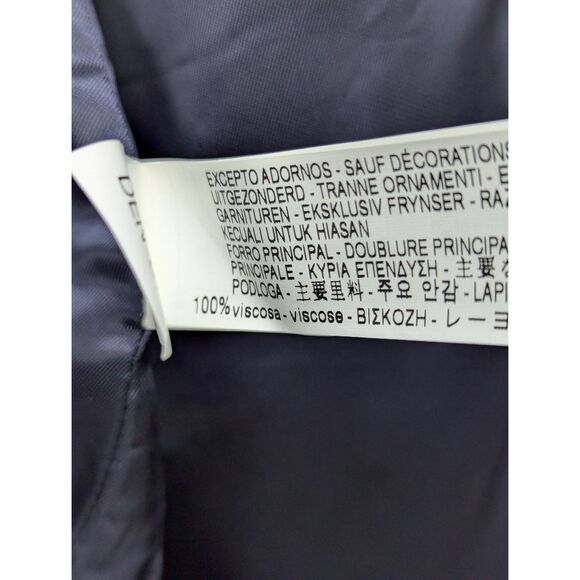 EXCEPTO ADORNOS - SAUF DÉCORATIONS
UITGEZONDERD - TRANNE ORNAMENTI - E
GARNITUREN - EKSKLUSIV FRYNSER - RAZ
KECUALI UNTUK HIASAN
FORRO PRINCIPAL - DOUBLURE PRINCIPA
PRINCIPALE - ΚΥΡΙΑ ΕΠΕΝΔΥΣΗ - 主要な
PODLOGA - 主要里料 - 주요 안감 - LAPI
100% viscosa - viscose - ΒΙΣΚΟΖΗ - レーヨ
DER